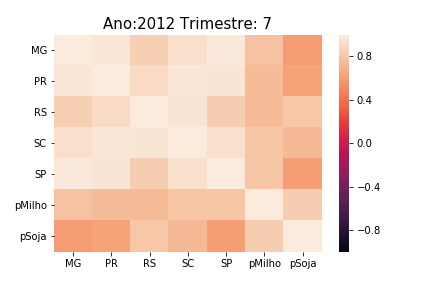 Ano:2012 Trimestre: 7
MG
PR
RS
SC
SP
pMilho
pSoja
MG PR RS SC SP pMilho pSoja
0.8
0.4
0.0
−0.4
−0.8